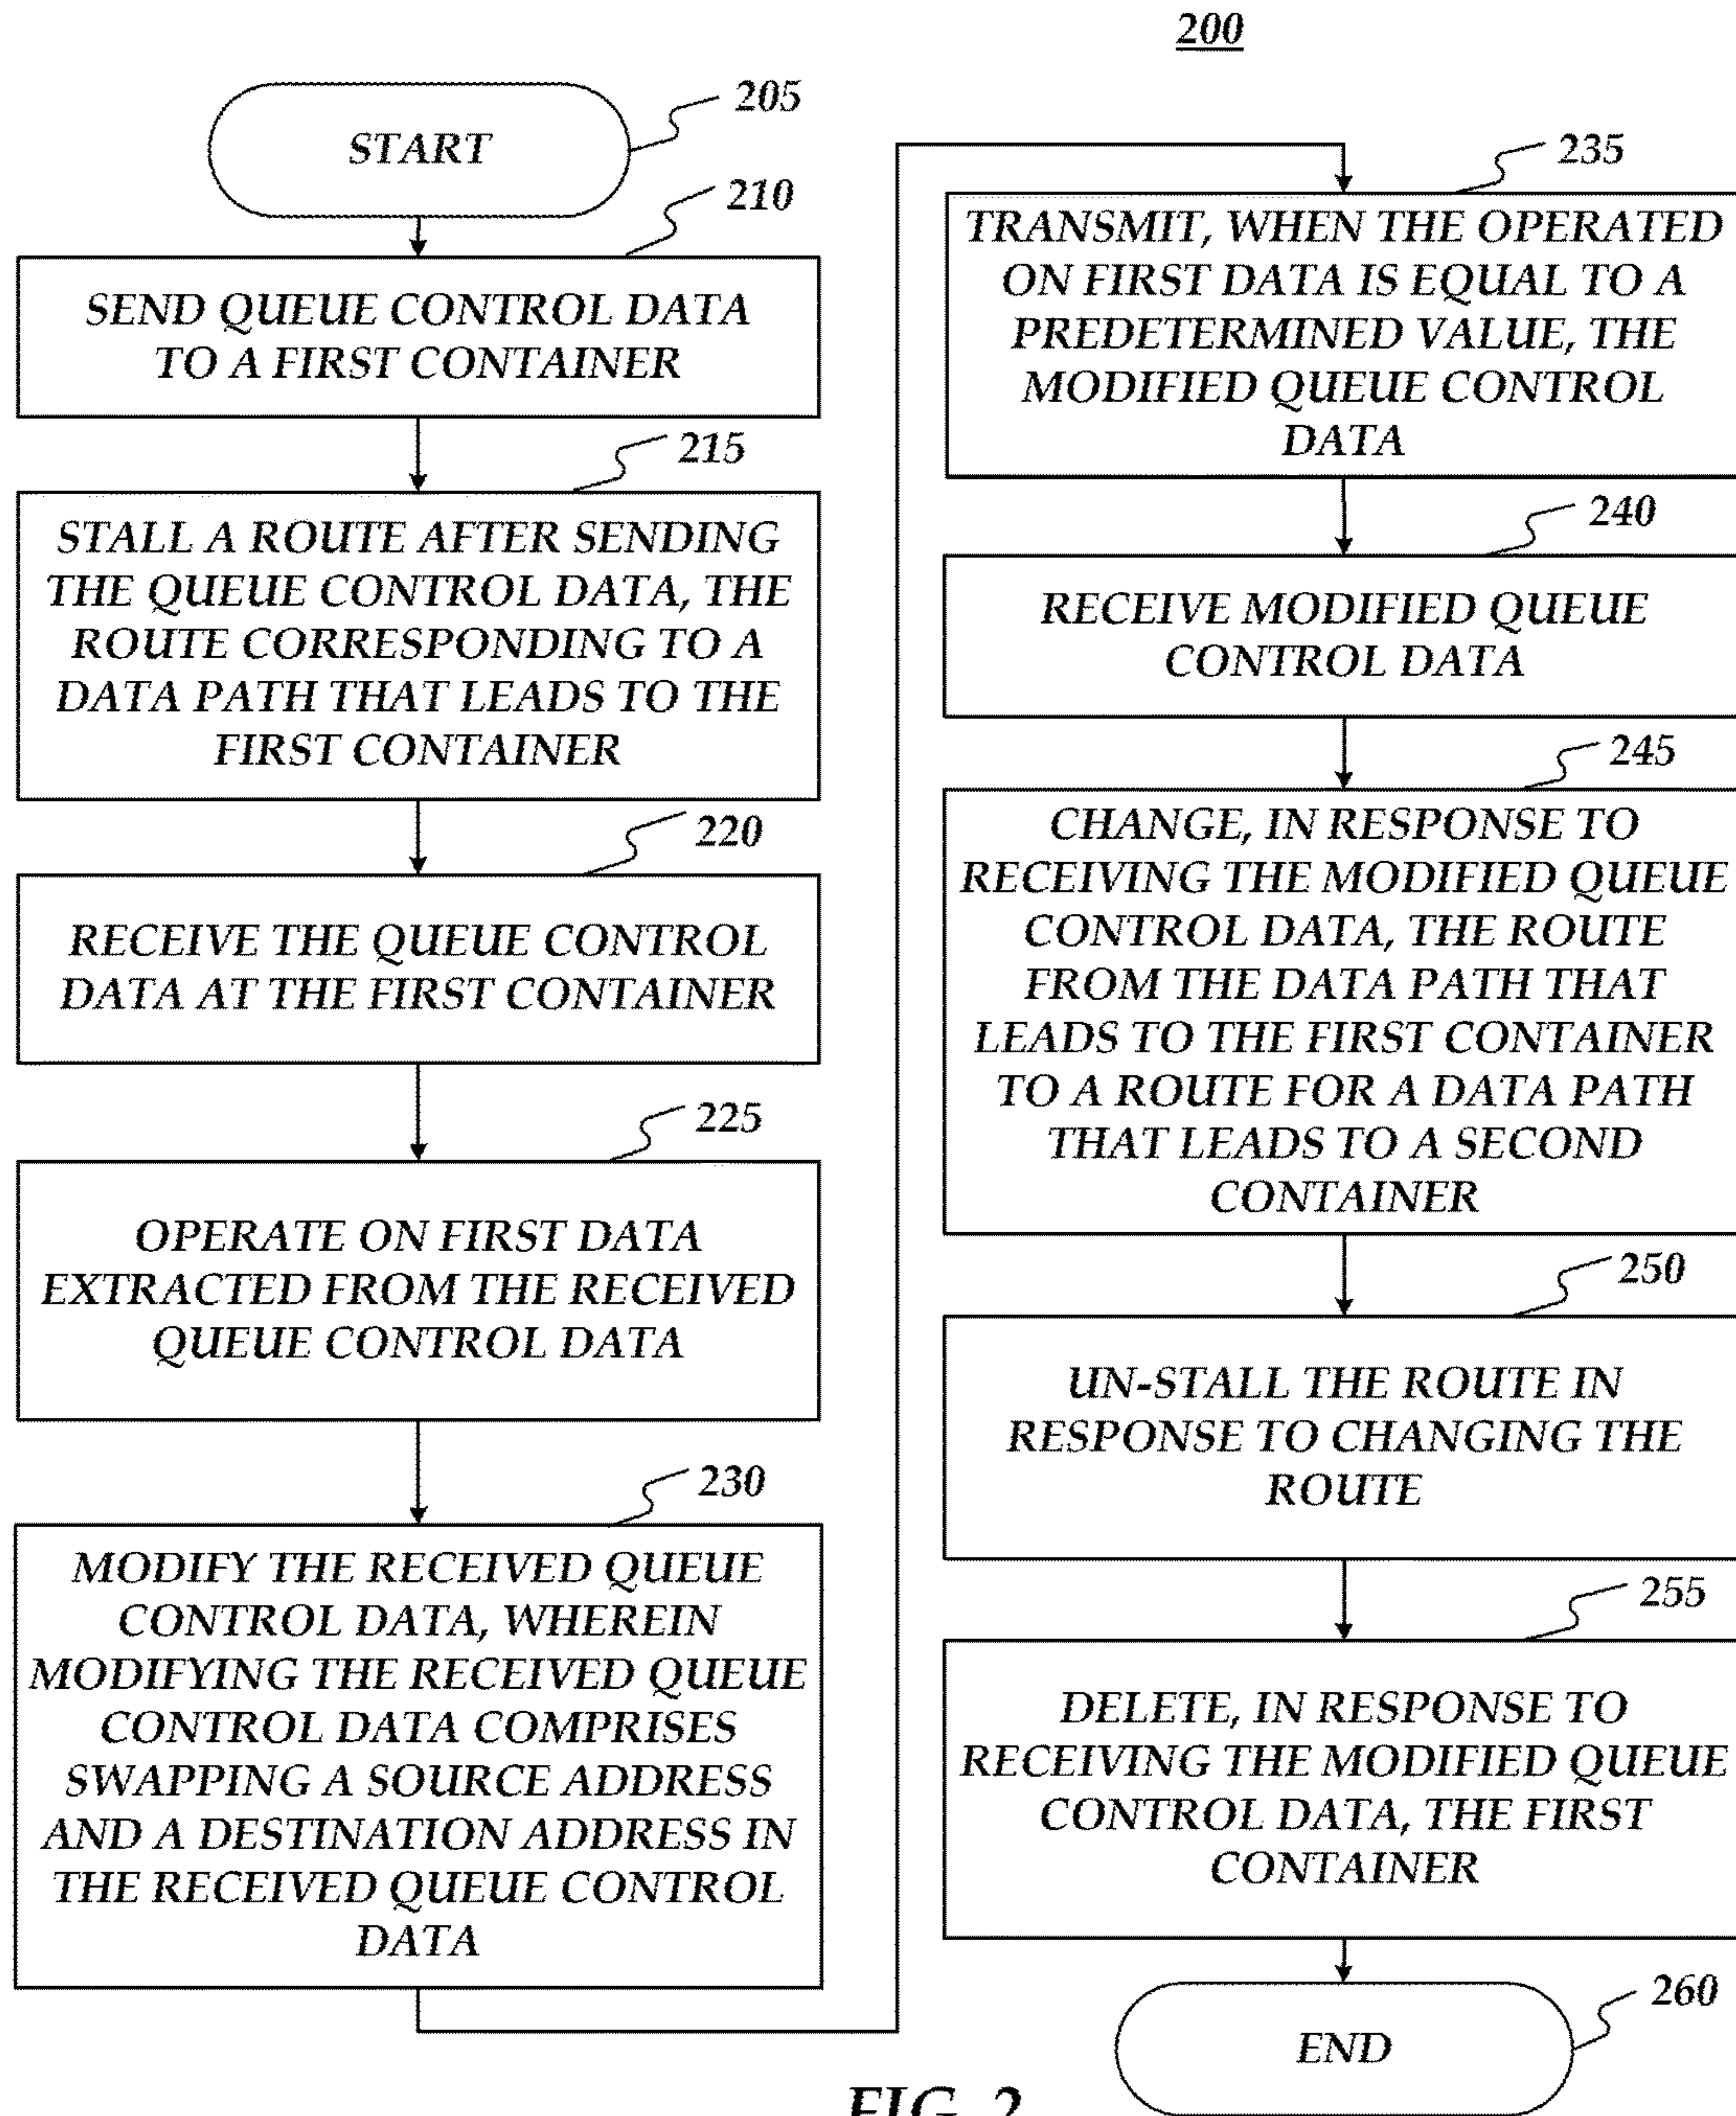 200
START
205
210
SEND QUEUE CONTROL DATA
TO A FIRST CONTAINER
215
STALL A ROUTE AFTER SENDING
THE QUEUE CONTROL DATA, THE
ROUTE CORRESPONDING TO A
DATA PATH THAT LEADS TO THE
FIRST CONTAINER
220
RECEIVE THE QUEUE CONTROL
DATA AT THE FIRST CONTAINER
225
OPERATE ON FIRST DATA
EXTRACTED FROM THE RECEIVED
QUEUE CONTROL DATA
230
MODIFY THE RECEIVED QUEUE
CONTROL DATA, WHEREIN
MODIFYING THE RECEIVED QUEUE
CONTROL DATA COMPRISES
SWAPPING A SOURCE ADDRESS
AND A DESTINATION ADDRESS IN
THE RECEIVED QUEUE CONTROL
DATA
235
TRANSMIT, WHEN THE OPERATED
ON FIRST DATA IS EQUAL TO A
PREDETERMINED VALUE, THE
MODIFIED QUEUE CONTROL
DATA
240
RECEIVE MODIFIED QUEUE
CONTROL DATA
245
CHANGE, IN RESPONSE TO
RECEIVING THE MODIFIED QUEUE
CONTROL DATA, THE ROUTE
FROM THE DATA PATH THAT
LEADS TO THE FIRST CONTAINER
TO A ROUTE FOR A DATA PATH
THAT LEADS TO A SECOND
CONTAINER
250
UN-STALL THE ROUTE IN
RESPONSE TO CHANGING THE
ROUTE
255
DELETE, IN RESPONSE TO
RECEIVING THE MODIFIED QUEUE
CONTROL DATA, THE FIRST
CONTAINER
260
END
FIG. 2